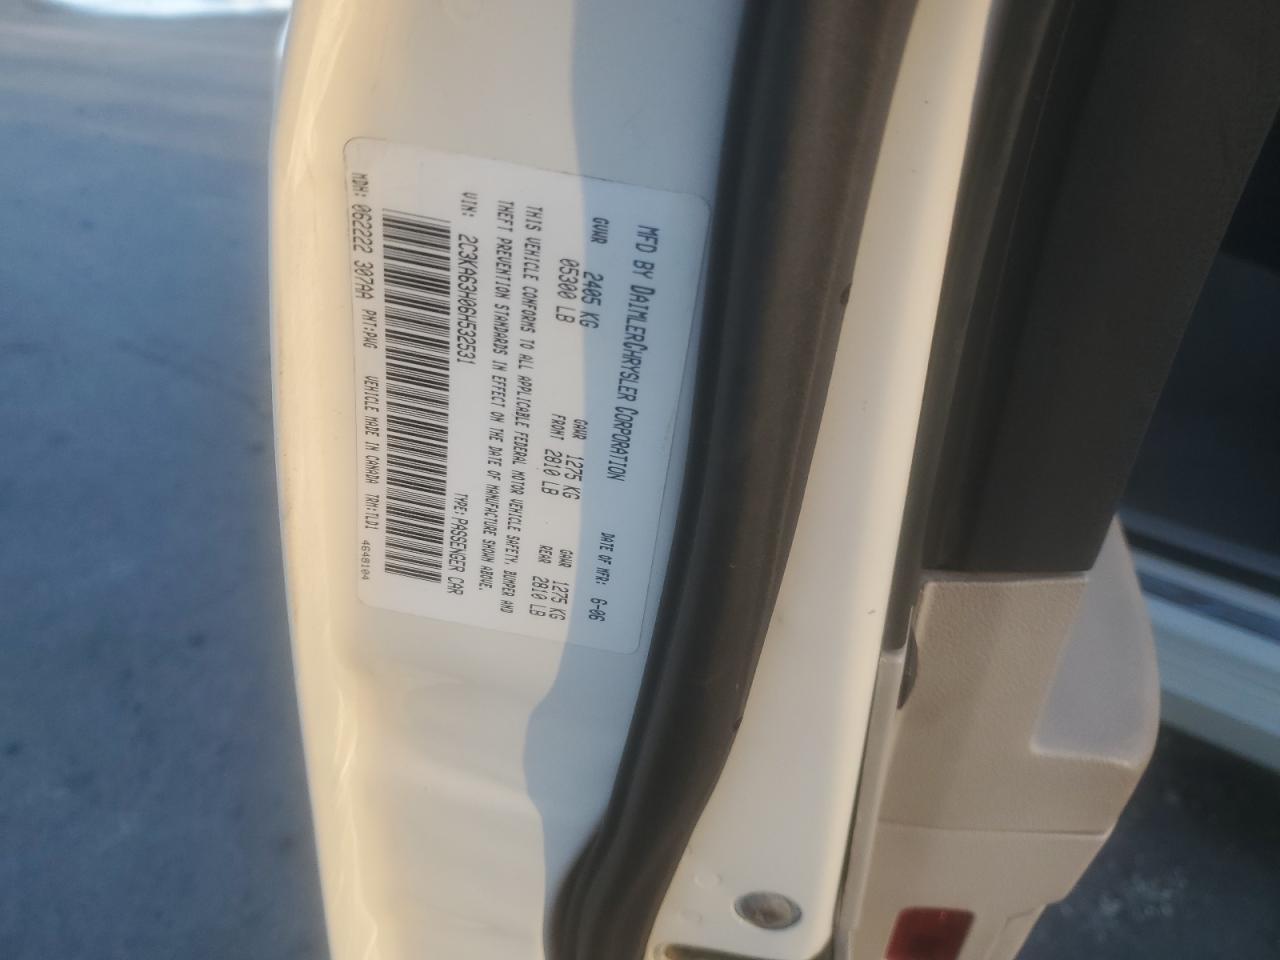 MFD BY DAIMLERCHRYSLER CORPORATION
DATE OF MFR: 6-06
GVWR 2405 KG
05300 LB
GAWR 1275 KG
FRONT 2810 LB
GAWR 1275 KG
REAR 2810 LB
THIS VEHICLE CONFORMS TO ALL APPLICABLE FEDERAL MOTOR VEHICLE SAFETY, BUMPER AND
THEFT PREVENTION STANDARDS IN EFFECT ON THE DATE OF MANUFACTURE SHOWN ABOVE.
VIN: 2C3KA63H06H532531
TYPE: PASSENGER CAR
MDH: 062222 307AA PNT:PWG VEHICLE MADE IN CANADA TRM:TLD1 4648104